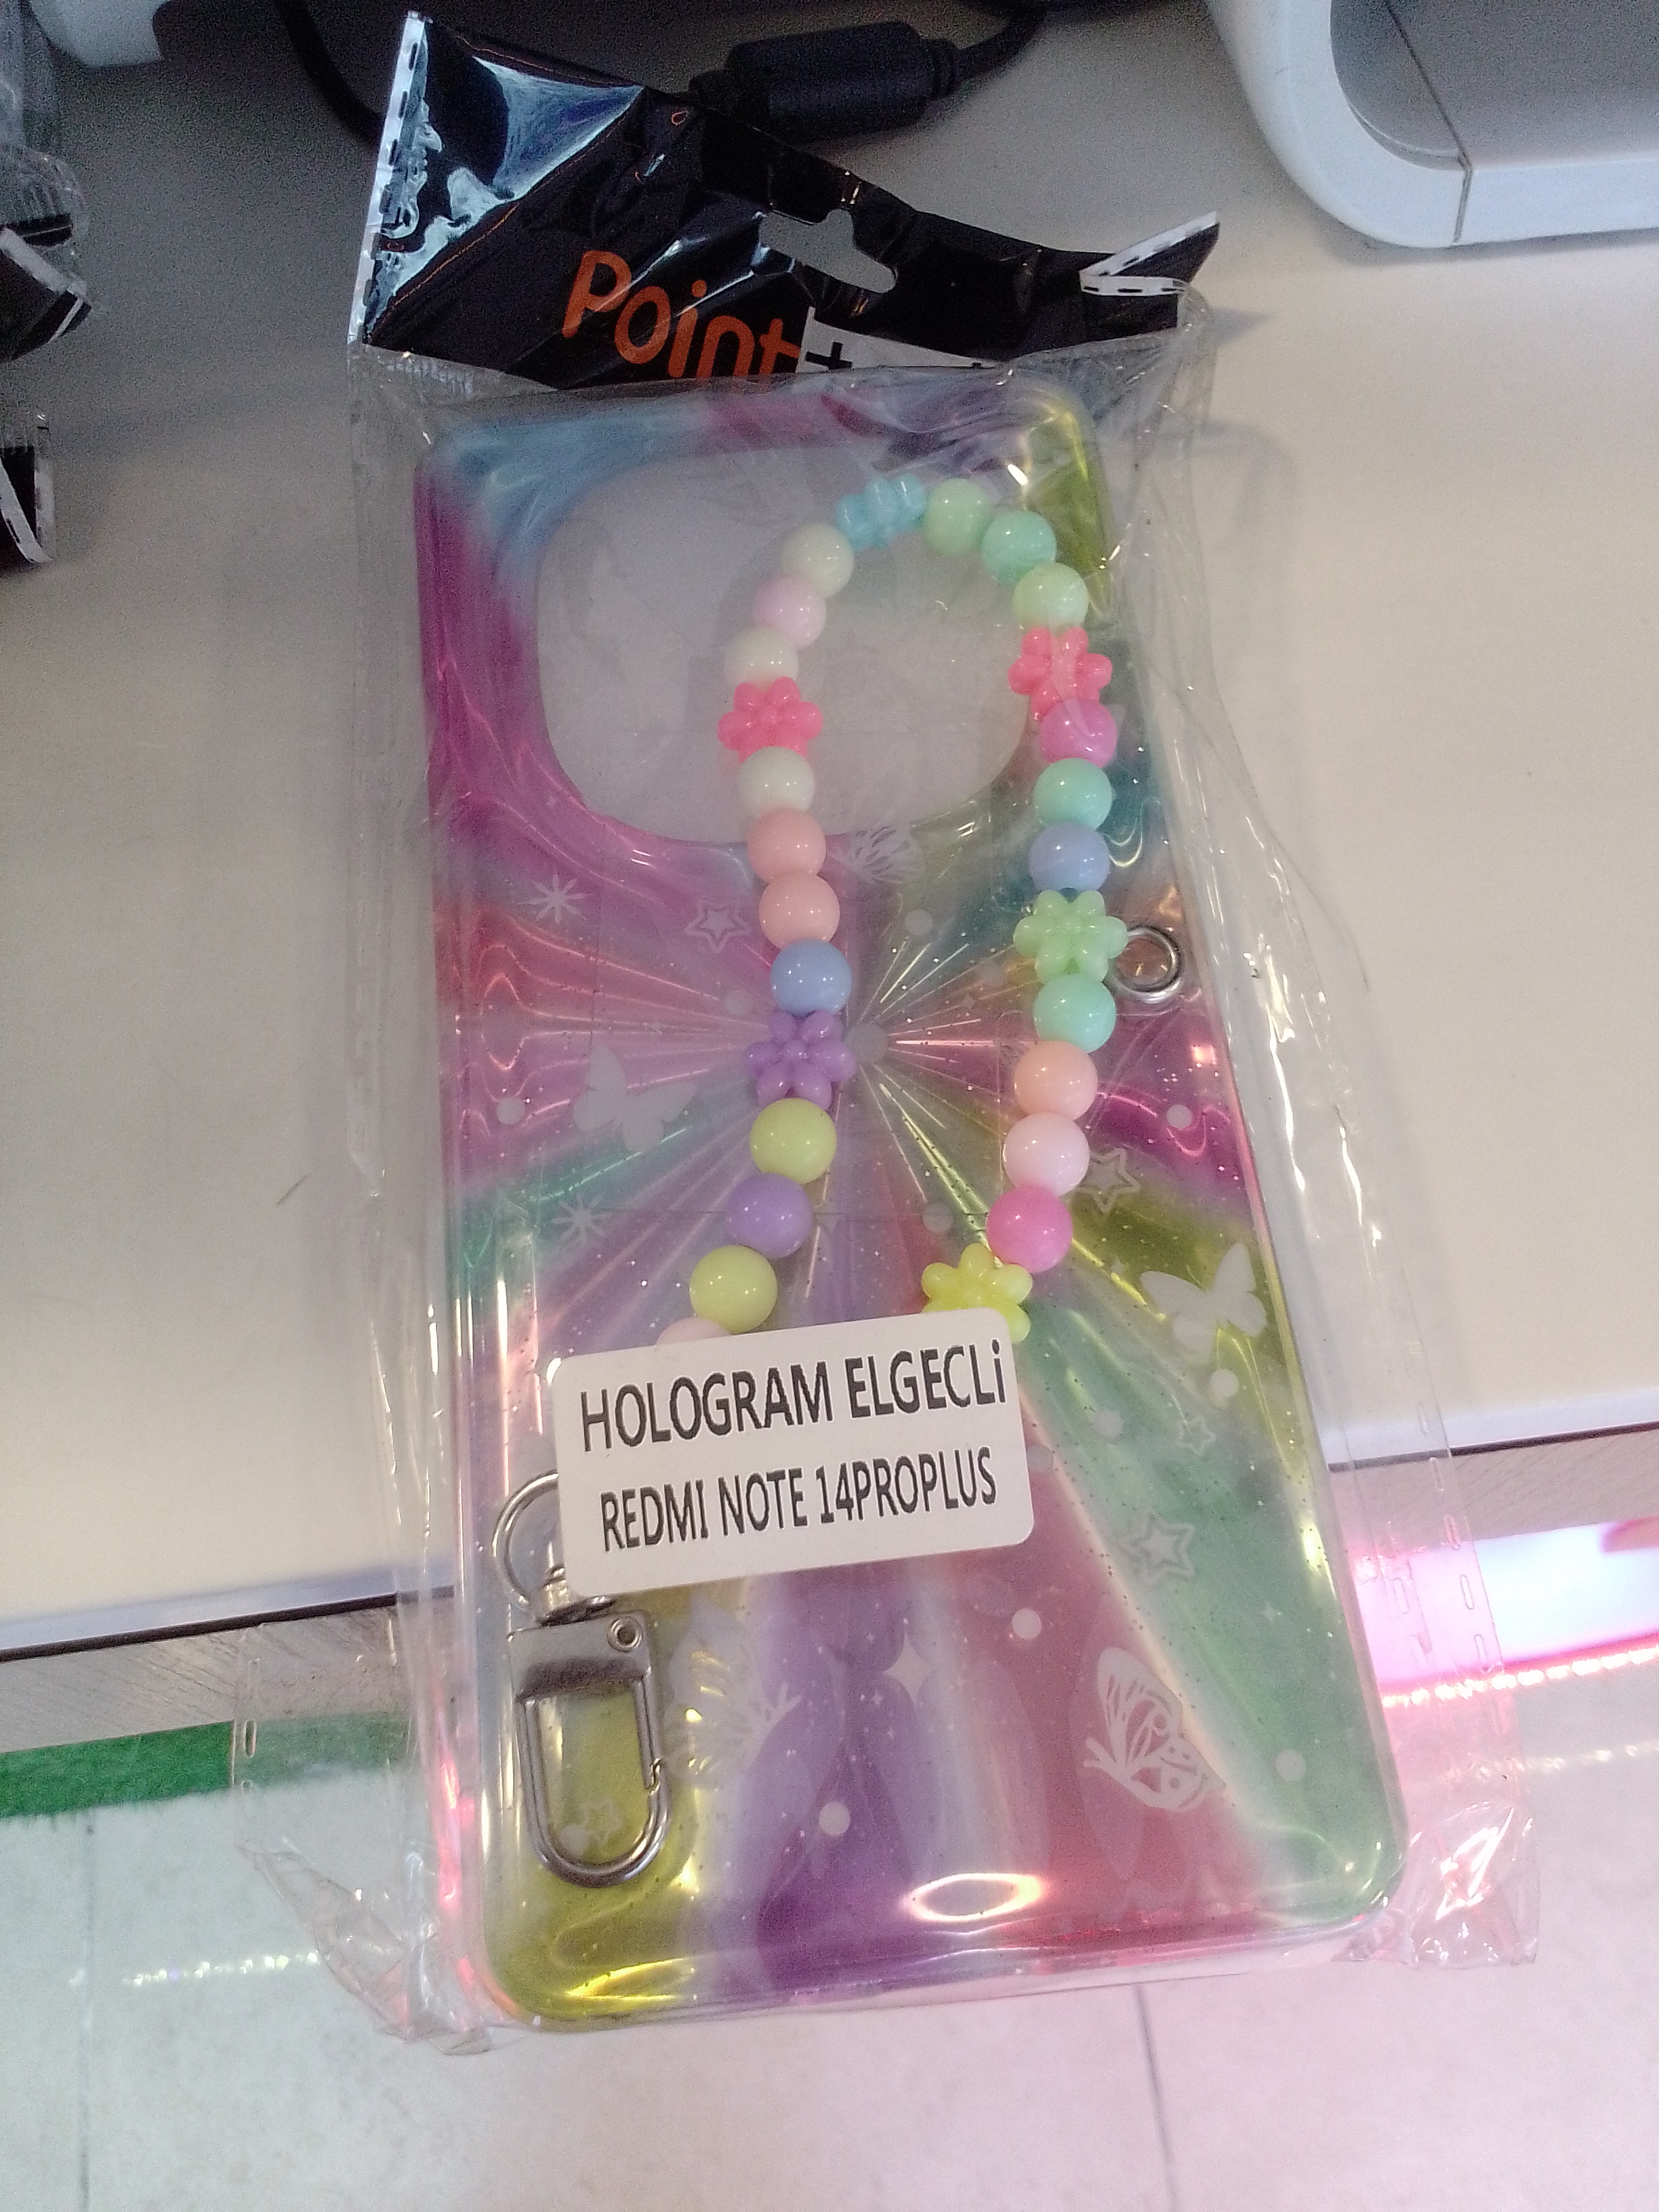 Point
HOLOGRAM ELGECLi
REDMI NOTE 14PROPLUS